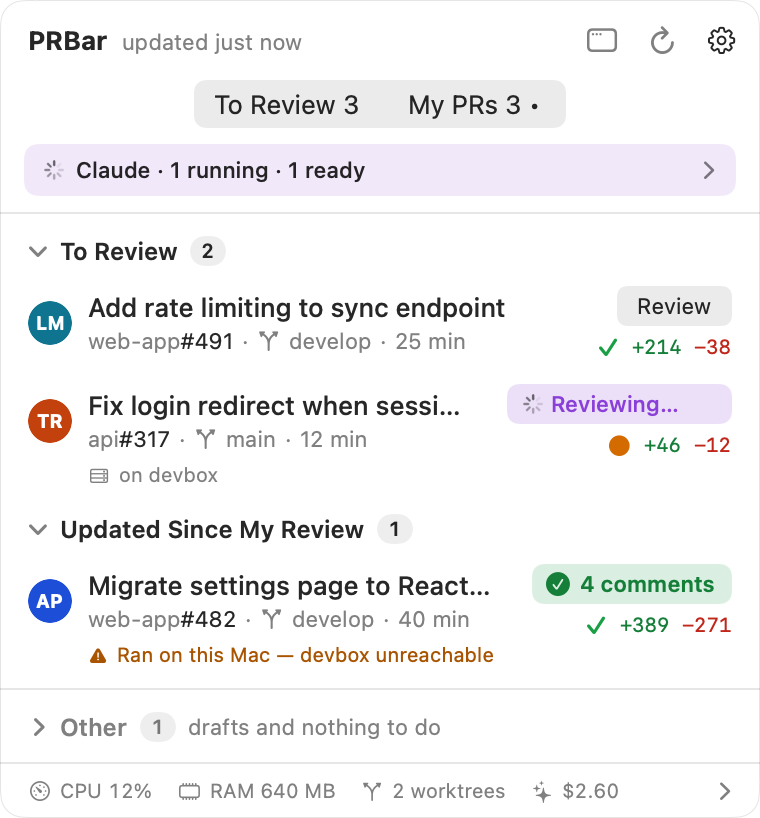 PRBar updated just now
To Review 3 My PRs 3 •
Claude · 1 running · 1 ready
To Review 2
LM
Add rate limiting to sync endpoint
Review
web-app#491 · develop · 25 min
+214 −38
TR
Fix login redirect when sessi...
Reviewing...
api#317 · main · 12 min
+46 −12
on devbox
Updated Since My Review 1
AP
Migrate settings page to React...
4 comments
web-app#482 · develop · 40 min
+389 −271
Ran on this Mac — devbox unreachable
Other 1 drafts and nothing to do
CPU 12% RAM 640 MB 2 worktrees $2.60